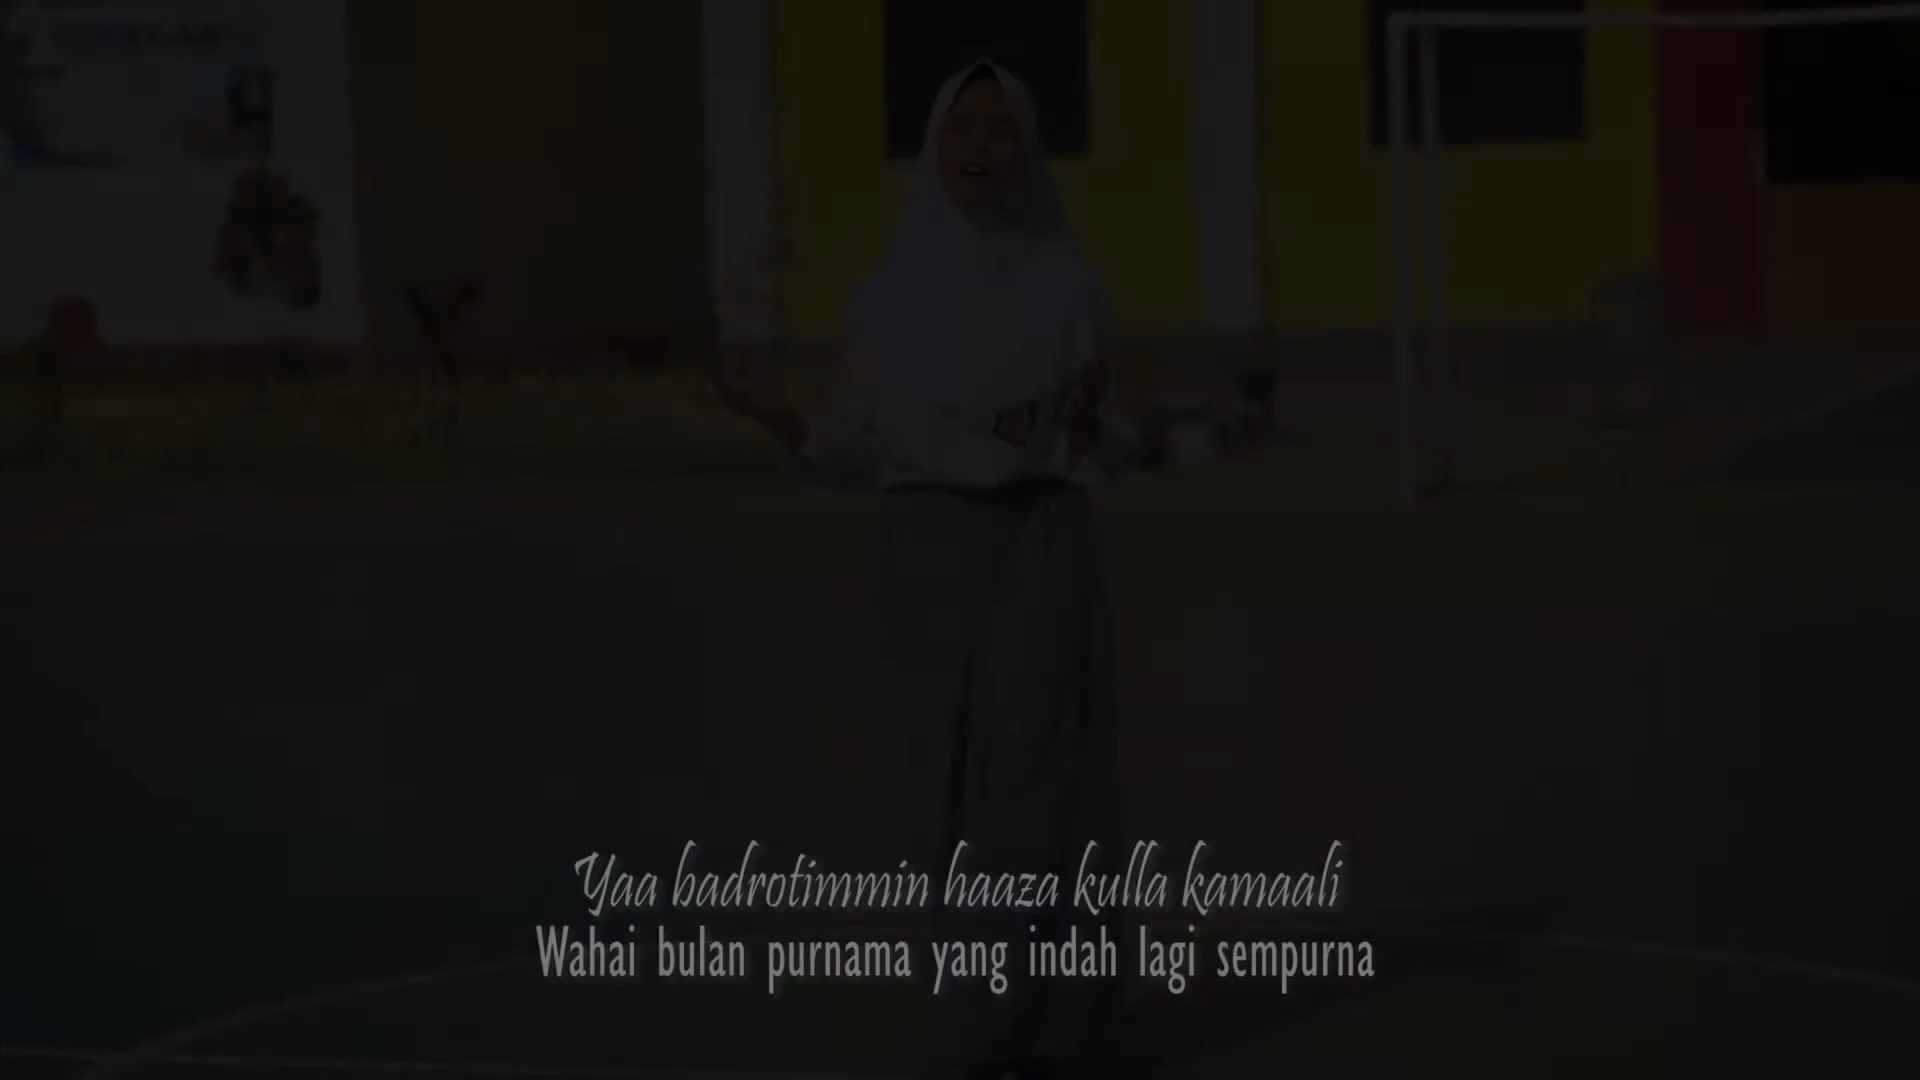 Yaa badrotimmin haaza kulla kamaali
Wahai bulan purnama yang indah lagi sempurna